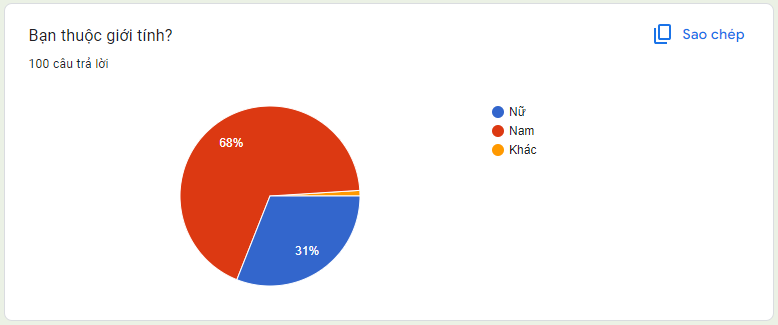 Bạn thuộc giới tính?
Sao chép
100 câu trả lời
68%
31%
Nữ
Nam
Khác